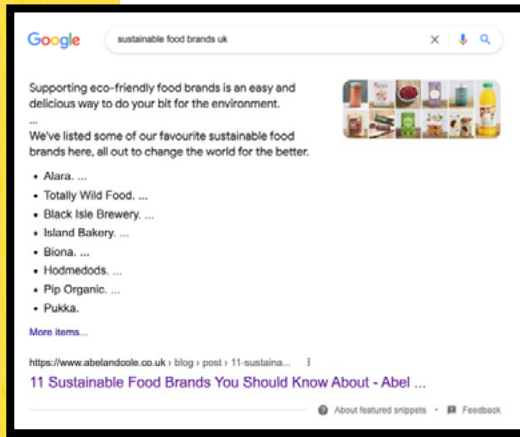 Google
sustainable food brands uk
Supporting eco-friendly food brands is an easy and
delicious way to do your bit for the environment.
...
We've listed some of our favourite sustainable food
brands here, all out to change the world for the better.
• Alara. ...
• Totally Wild Food. ...
• Black Isle Brewery. ...
• Island Bakery. ...
• Biona. ...
• Hodmedods. ...
• Pip Organic. ...
• Pukka.
More items...
https://www.abelandcole.co.uk › blog › post › 11-sustaina...
11 Sustainable Food Brands You Should Know About - Abel ...
About featured snippets • Feedback